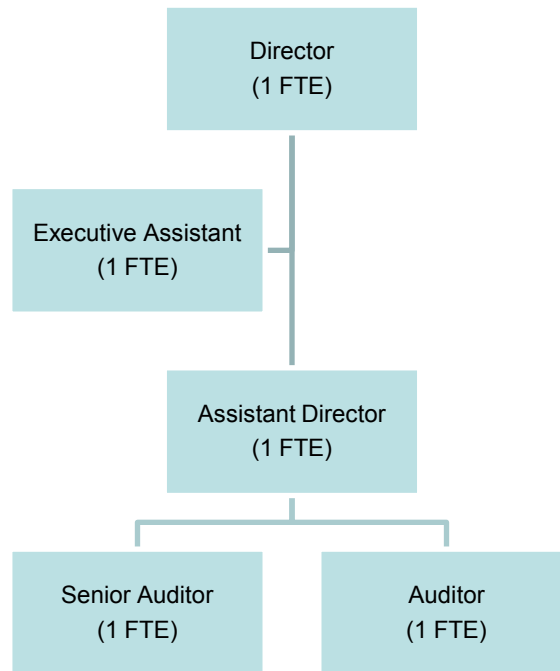 Director
(1 FTE)
Executive Assistant
(1 FTE)
Assistant Director
(1 FTE)
Senior Auditor
(1 FTE)
Auditor
(1 FTE)